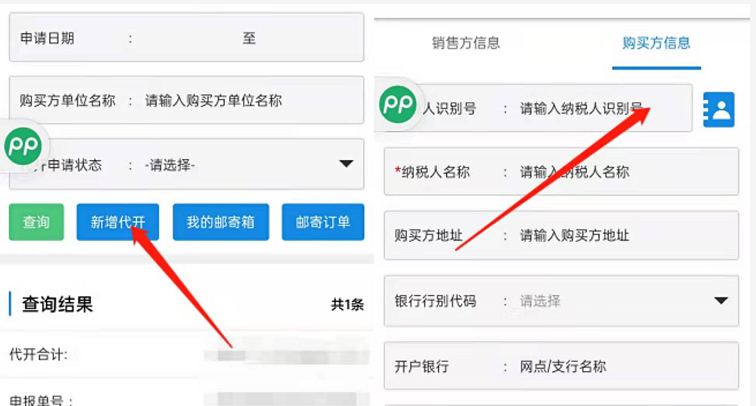 申请日期 : 至
购买方单位名称 : 请输入购买方单位名称
pp
开申请状态 : -请选择-
查询 新增代开 我的邮寄箱 邮寄订单
查询结果 共1条
代开合计:
申报单号 :
销售方信息 购买方信息
pp
人识别号 : 请输入纳税人识别号
*纳税人名称 : 请输入纳税人名称
购买方地址 : 请输入购买方地址
银行行别代码 : 请选择
开户银行 : 网点/支行名称